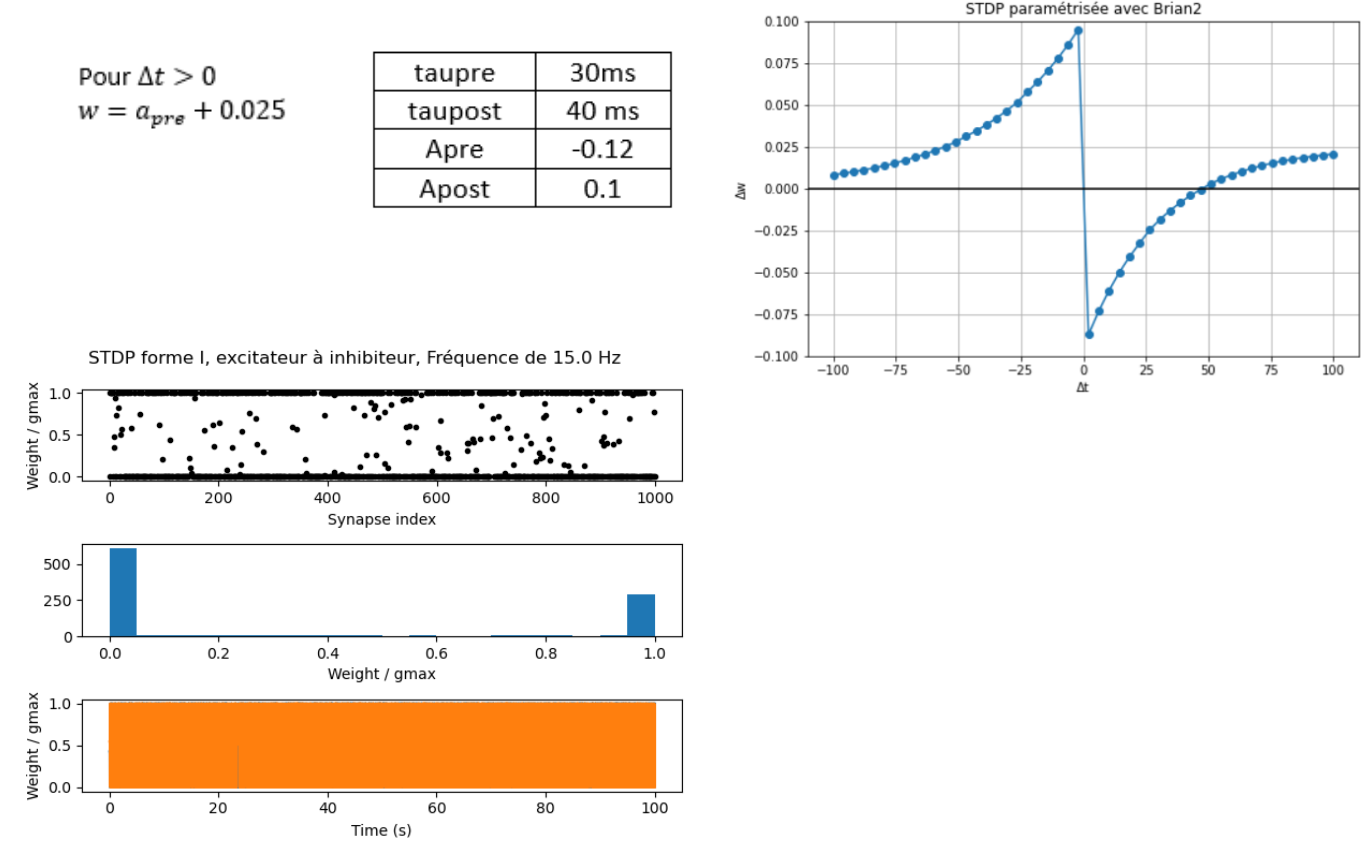 Pour Δt > 0
w = a_pre + 0.025
taupre 30ms
taupost 40 ms
Apre -0.12
Apost 0.1
STDP paramétrisée avec Brian2
0.100
0.075
0.050
0.025
0.000
−0.025
−0.050
−0.075
−0.100
Δw
−100 −75 −50 −25 0 25 50 75 100
Δt
STDP forme I, excitateur à inhibiteur, Fréquence de 15.0 Hz
1.0
0.5
0.0
Weight / gmax
0 200 400 600 800 1000
Synapse index
500
250
0
0.0 0.2 0.4 0.6 0.8 1.0
Weight / gmax
1.0
0.5
0.0
Weight / gmax
0 20 40 60 80 100
Time (s)